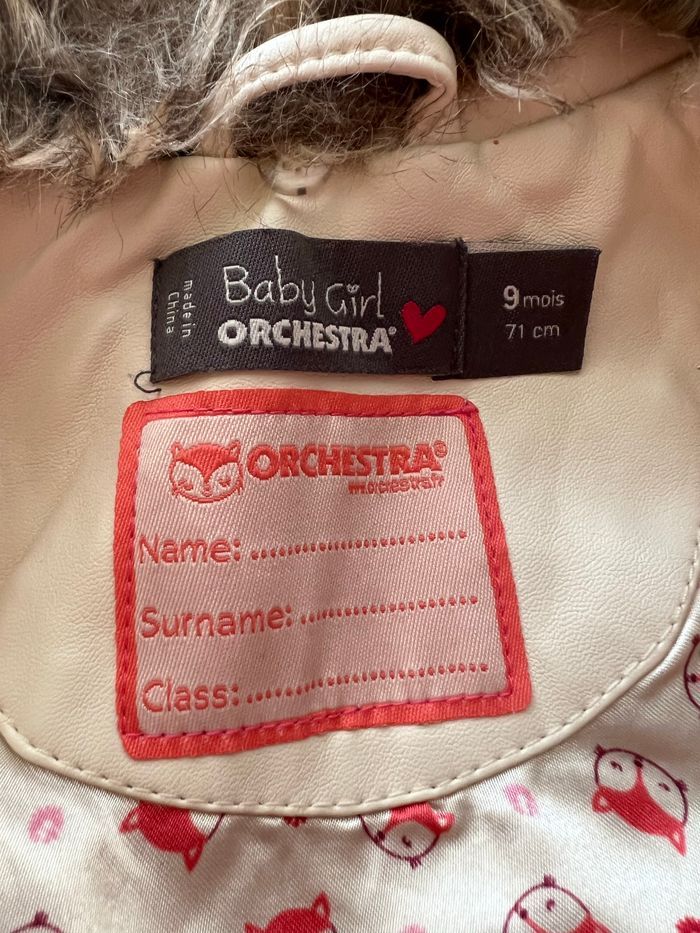 made in
China
Baby Girl
ORCHESTRA®
9 mois
71 cm
ORCHESTRA®
Name:
Surname:
Class: